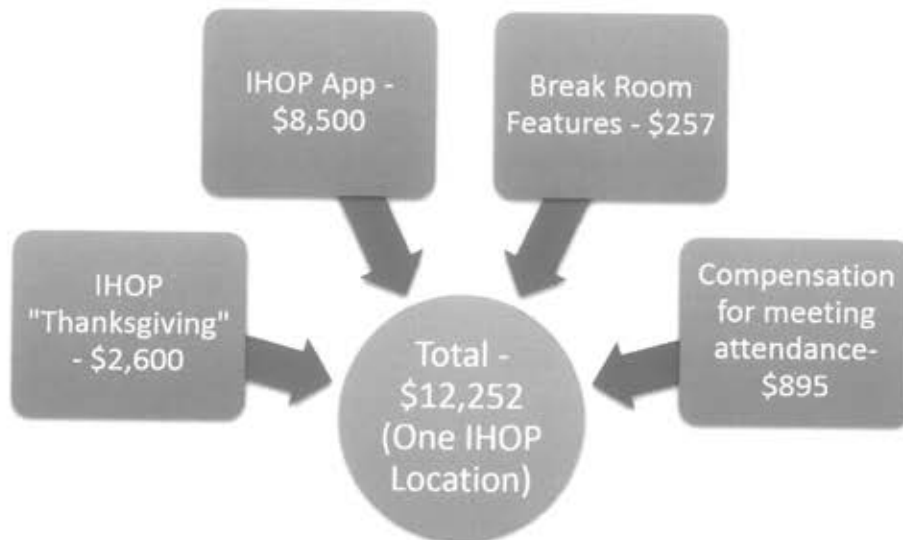 IHOP App -
$8,500
Break Room
Features - $257
IHOP
"Thanksgiving"
- $2,600
Compensation
for meeting
attendance-
$895
Total -
$12,252
(One IHOP
Location)